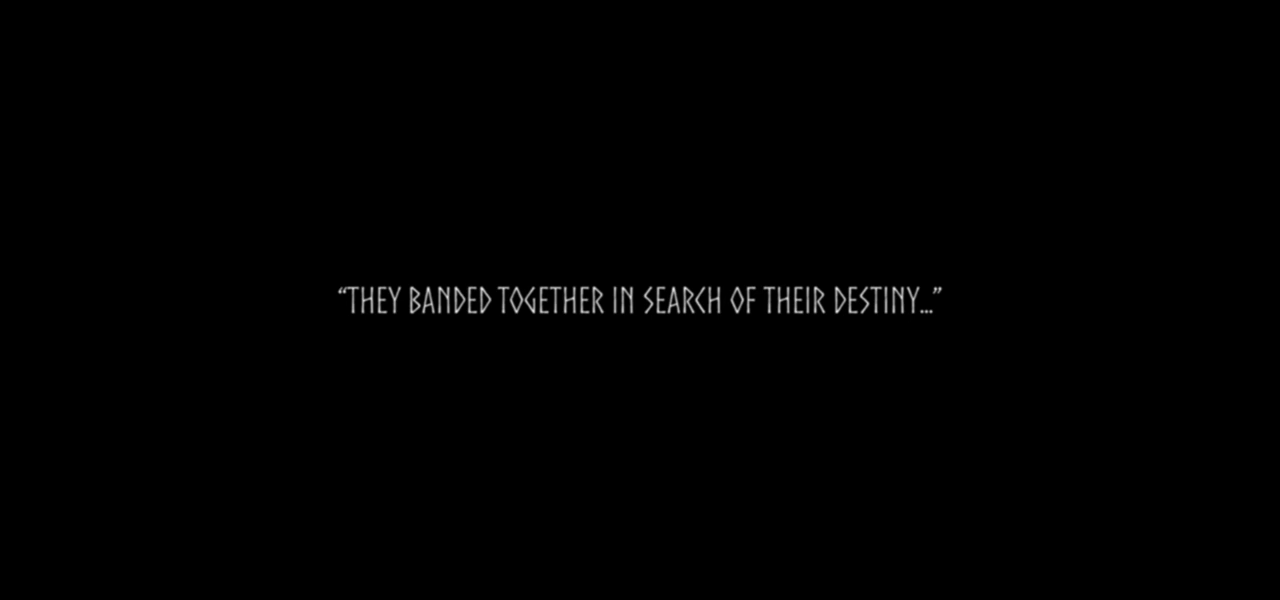 “THEY BANDED TOGETHER IN SEARCH OF THEIR DESTINY...”